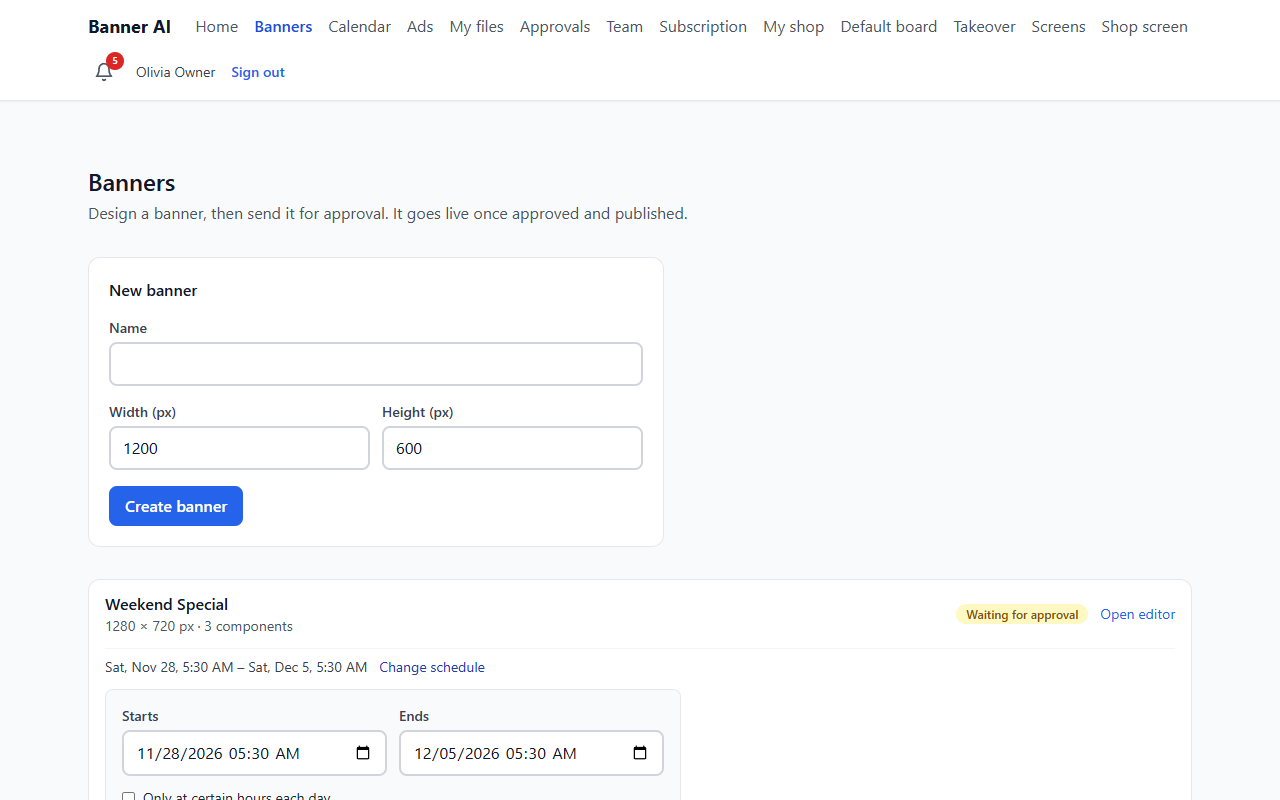 Banner AI Home Banners Calendar Ads My files Approvals Team Subscription My shop Default board Takeover Screens Shop screen
5 Olivia Owner Sign out
Banners
Design a banner, then send it for approval. It goes live once approved and published.
New banner
Name
Width (px) Height (px)
1200 600
Create banner
Weekend Special
Waiting for approval Open editor
1280 × 720 px · 3 components
Sat, Nov 28, 5:30 AM – Sat, Dec 5, 5:30 AM Change schedule
Starts Ends
11/28/2026 05:30 AM 12/05/2026 05:30 AM
Only at certain hours each day